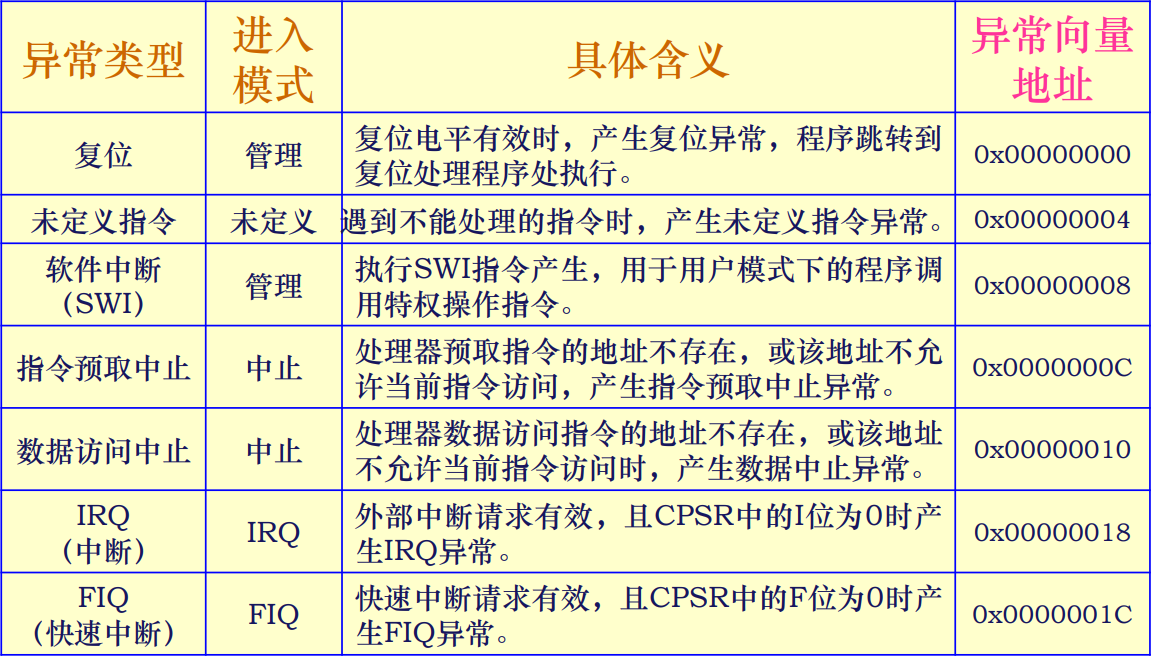 异常类型
进入
模式
具体含义
异常向量
地址
复位
管理
复位电平有效时，产生复位异常，程序跳转到
复位处理程序处执行。
0x00000000
未定义指令
未定义
遇到不能处理的指令时，产生未定义指令异常。
0x00000004
软件中断
（SWI）
管理
执行SWI指令产生，用于用户模式下的程序调
用特权操作指令。
0x00000008
指令预取中止
中止
处理器预取指令的地址不存在，或该地址不允
许当前指令访问，产生指令预取中止异常。
0x0000000C
数据访问中止
中止
处理器数据访问指令的地址不存在，或该地址
不允许当前指令访问时，产生数据中止异常。
0x00000010
IRQ
（中断）
IRQ
外部中断请求有效，且CPSR中的I位为0时产
生IRQ异常。
0x00000018
FIQ
（快速中断）
FIQ
快速中断请求有效，且CPSR中的F位为0时产
生FIQ异常。
0x0000001C